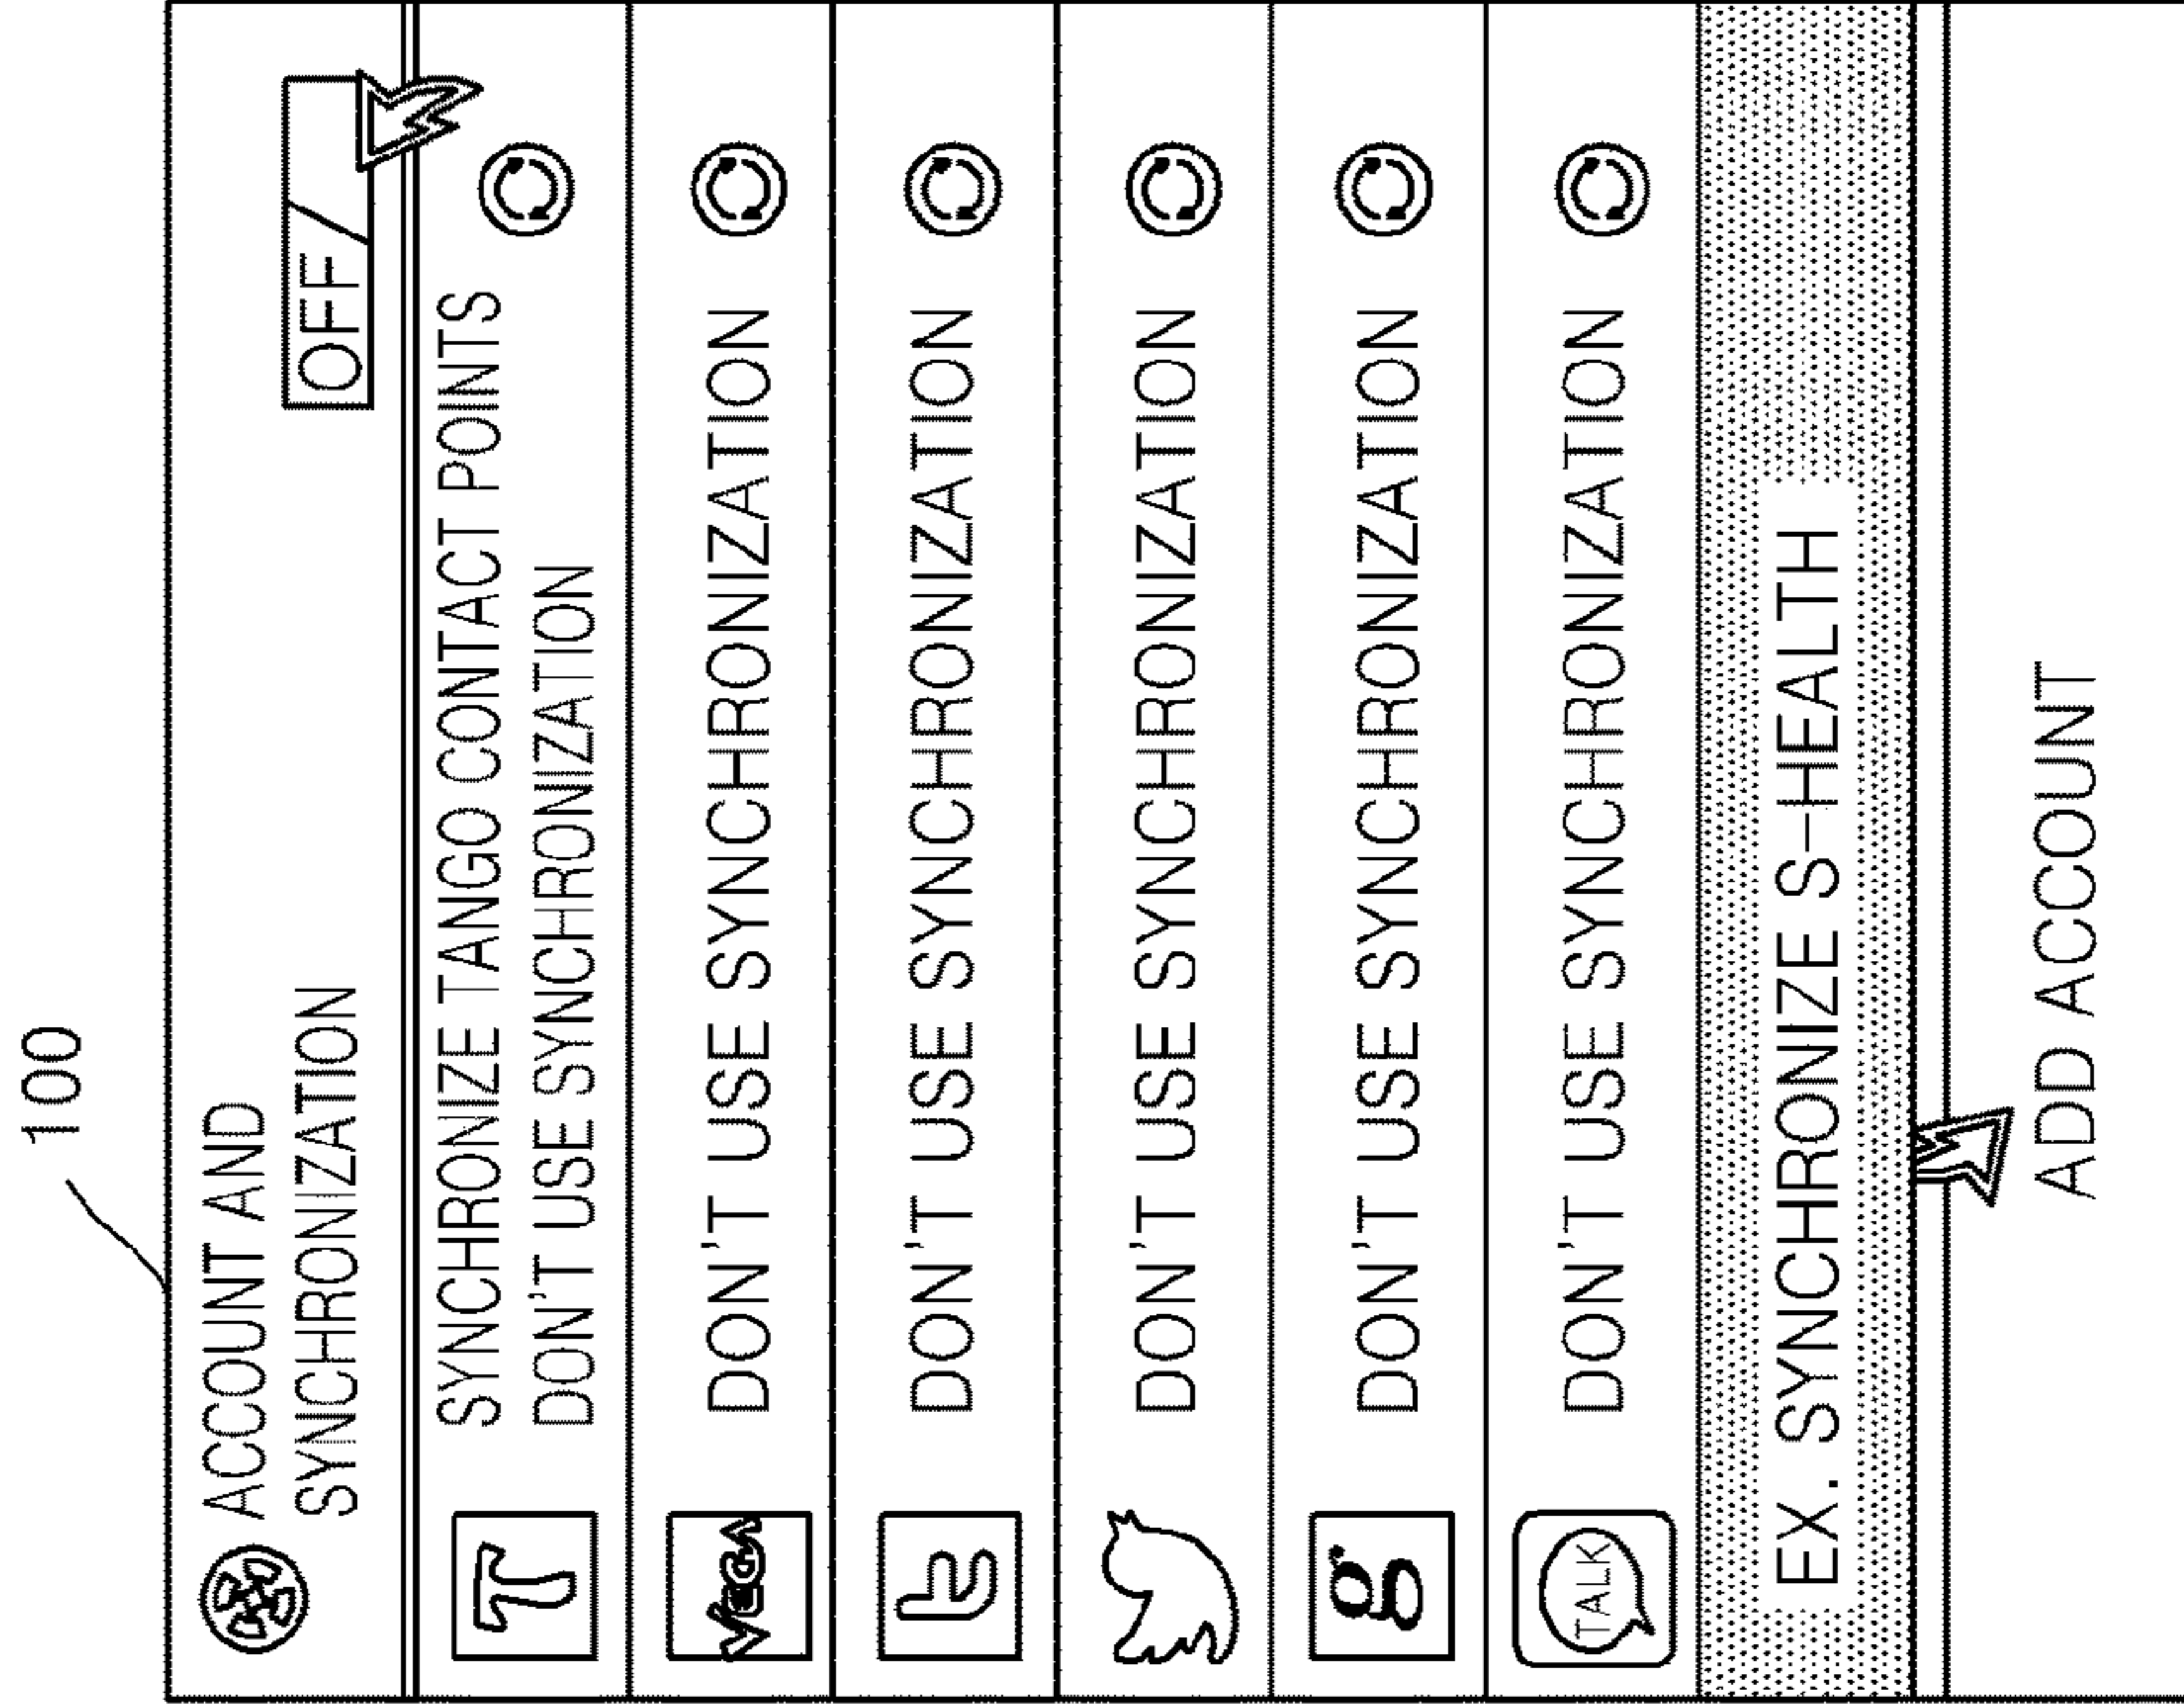 100
ACCOUNT AND
SYNCHRONIZATION
OFF
T
SYNCHRONIZE TANGO CONTACT POINTS
DON'T USE SYNCHRONIZATION
VEGA
DON'T USE SYNCHRONIZATION
t
DON'T USE SYNCHRONIZATION
DON'T USE SYNCHRONIZATION
g
DON'T USE SYNCHRONIZATION
TALK
DON'T USE SYNCHRONIZATION
EX. SYNCHRONIZE S-HEALTH
ADD ACCOUNT